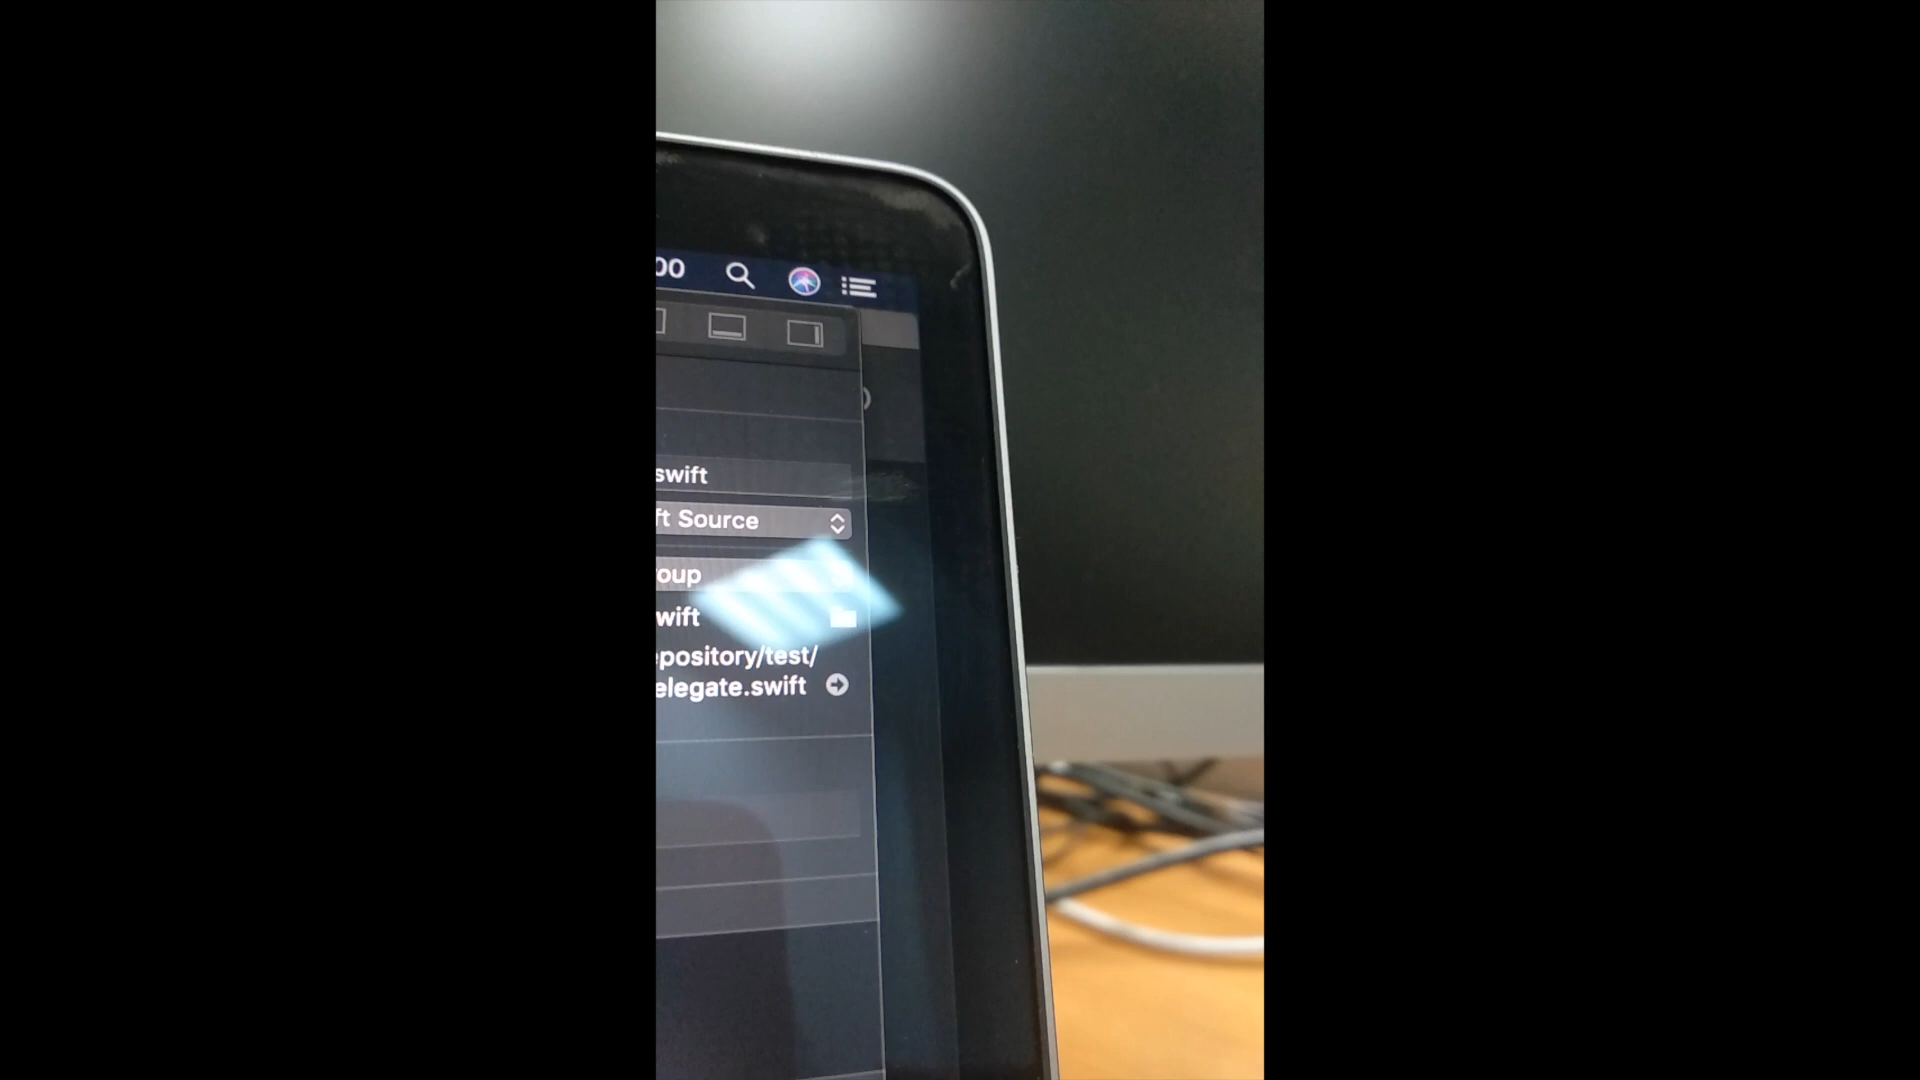 00
swift
ft Source
oup
wift
epository/test/
elegate.swift